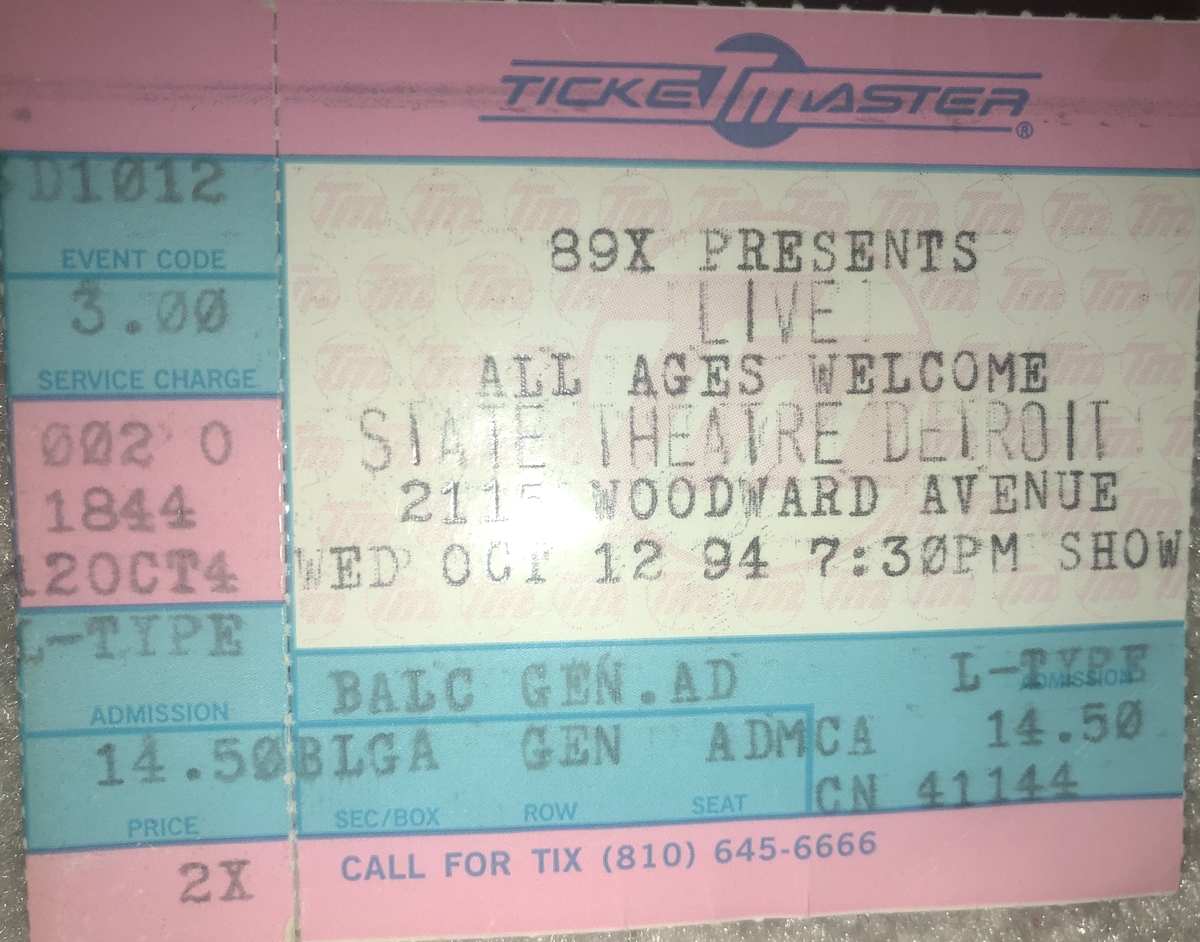 TICKETMASTER®
D1012
EVENT CODE
3.00
SERVICE CHARGE
002 0
1844
12OCT4
L-TYPE
ADMISSION
14.50
PRICE
2X
89X PRESENTS
LIVE
ALL AGES WELCOME
STATE THEATRE DETROIT
2115 WOODWARD AVENUE
WED OCT 12 94 7:30PM SHOW
BALC GEN.AD L-TYPE
ADMISSION
BLGA GEN ADMCA 14.50
SEC/BOX ROW SEAT CN 41144
CALL FOR TIX (810) 645-6666